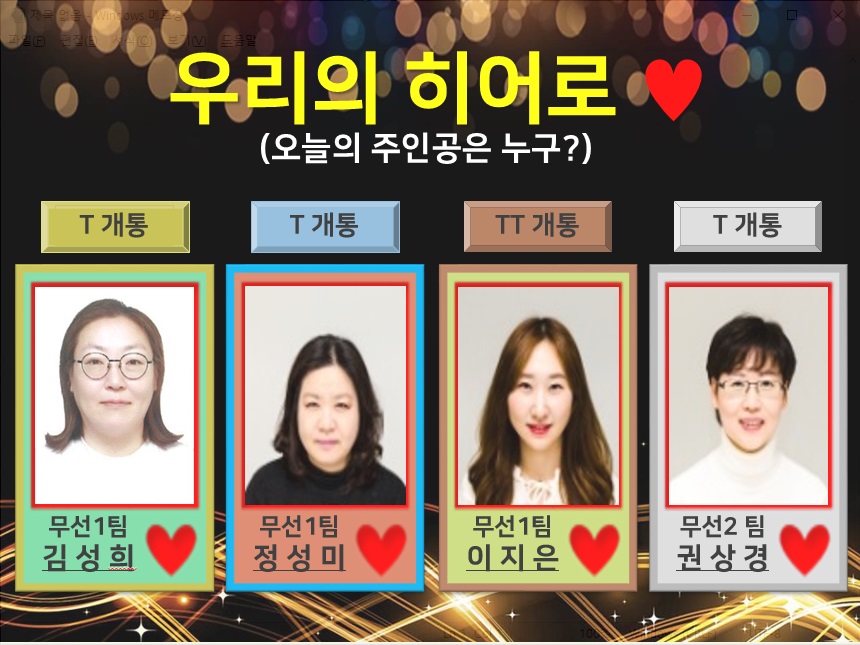 우리의 히어로
(오늘의 주인공은 누구?)
T 개통
T 개통
TT 개통
T 개통
무선1팀
김 성 희
무선1팀
정 성 미
무선1팀
이 지 은
무선2 팀
권 상 경